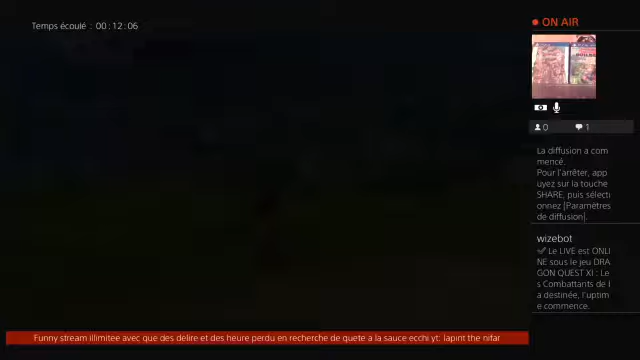 Temps écoulé : 00:12:06
ON AIR
0 1
La diffusion a com
mencé.
Pour l'arrêter, app
uyez sur la touche
SHARE, puis sélecti
onnez [Paramètres
de diffusion].
wizebot
Le LIVE est ONLI
NE sous le jeu DRA
GON QUEST XI : Le
s Combattants de l
a destinée, l'uptim
e commence.
Funny stream illimitee avec que des delire et des heure perdu en recherche de quete a la sauce ecchi yt: lapint the nifar